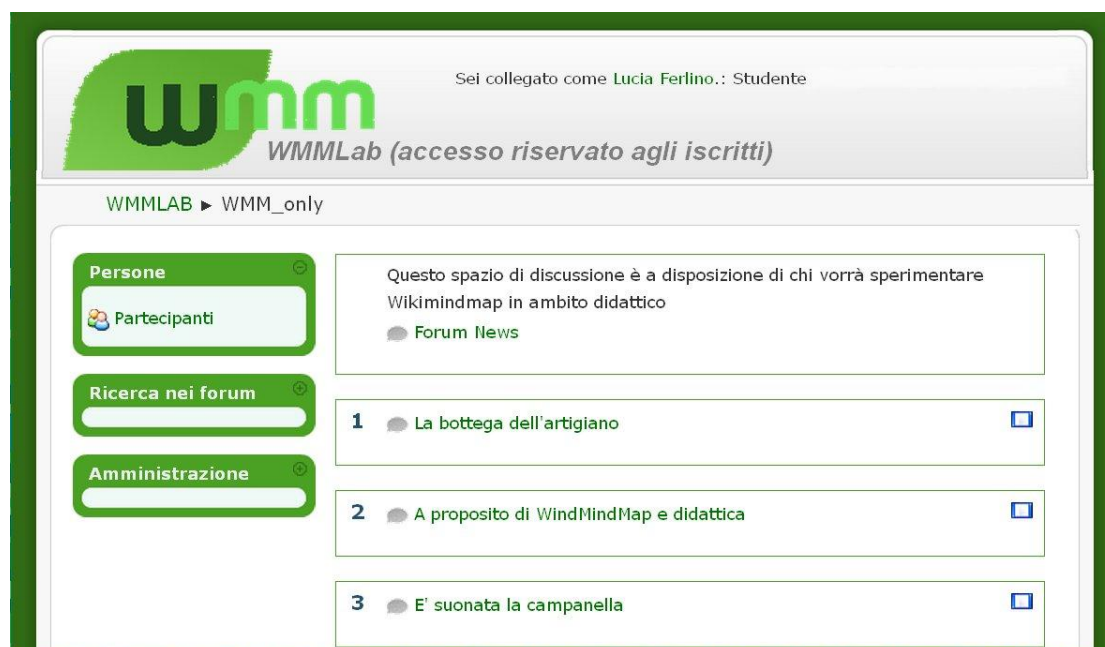 Sei collegato come Lucia Ferlino.: Studente
wmm
WMMLab (accesso riservato agli iscritti)
WMMLAB ► WMM_only
Persone
Partecipanti
Ricerca nei forum
Amministrazione
Questo spazio di discussione è a disposizione di chi vorrà sperimentare
Wikimindmap in ambito didattico
Forum News
1 La bottega dell'artigiano
2 A proposito di WindMindMap e didattica
3 E' suonata la campanella